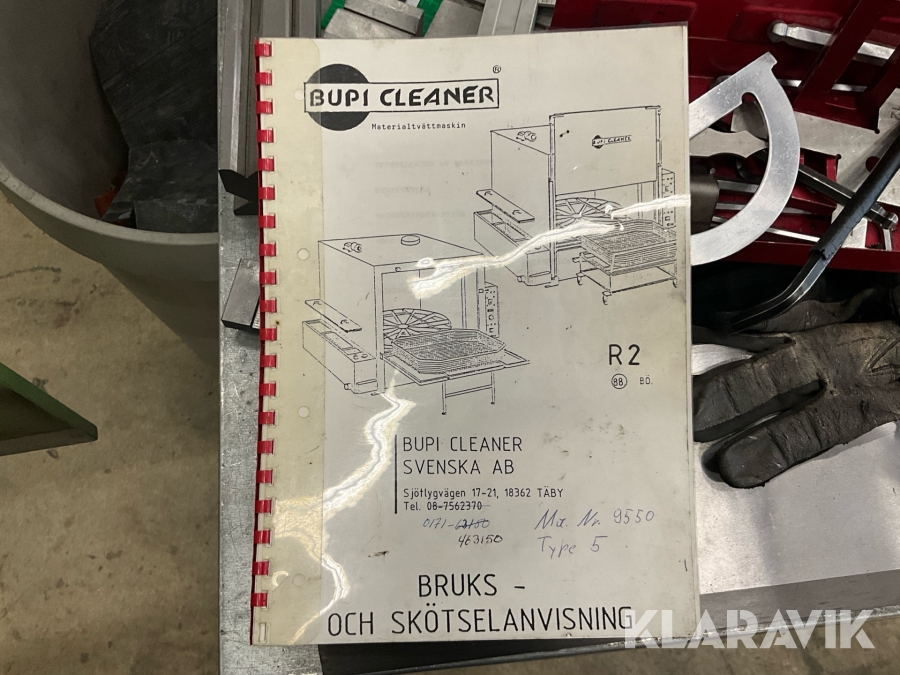 BUPI CLEANER ®
Materialtvättmaskin
BUPI CLEANER
R2
88 BÖ.
BUPI CLEANER
SVENSKA AB
Sjötlygvägen 17-21, 18362 TÄBY
Tel. 08-7562370
0171-
463150
Ma. Nr. 9550
Type 5
BRUKS -
OCH SKÖTSELANVISNING
KLARAVIK